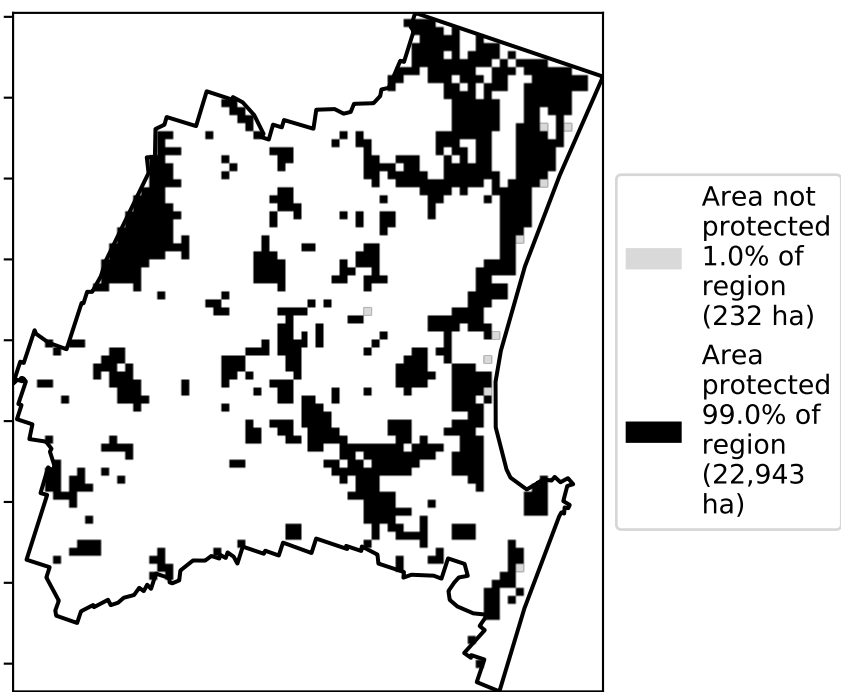 Area not
protected
1.0% of
region
(232 ha)
Area
protected
99.0% of
region
(22,943
ha)